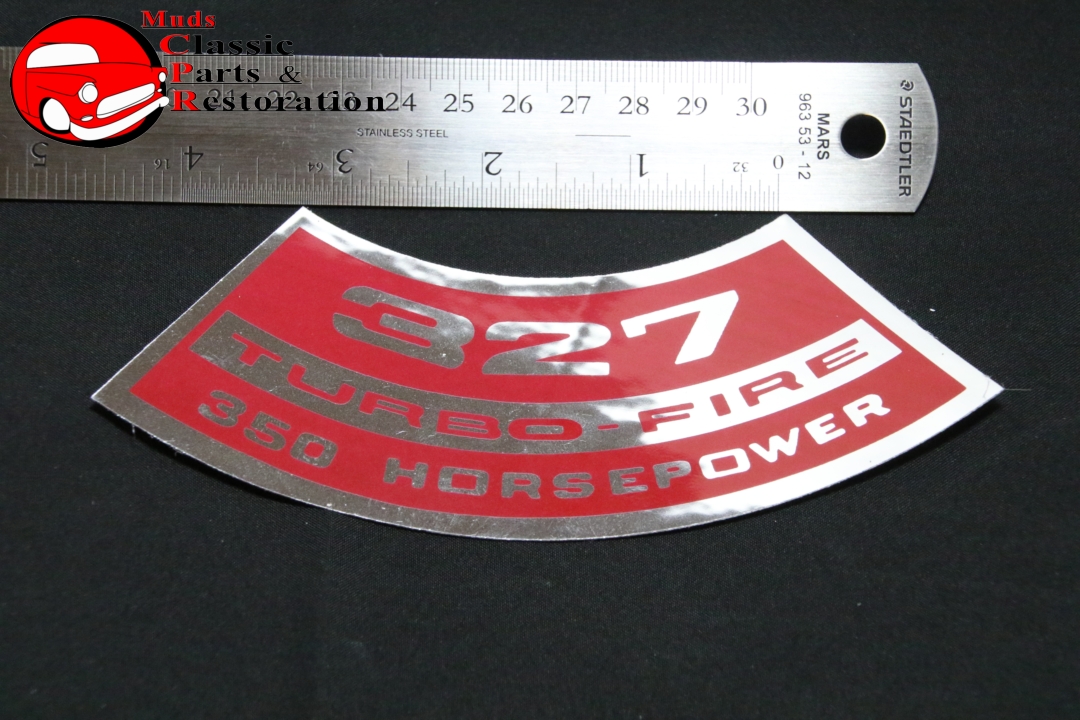 Muds
Classic
Parts &
Restoration
21 22 23 24 25 26 27 28 29 30
STAINLESS STEEL
MARS
963 53 - 12
STAEDTLER
5 16 4 64 3 2 1 32 0
327
TURBO-FIRE
350 HORSEPOWER